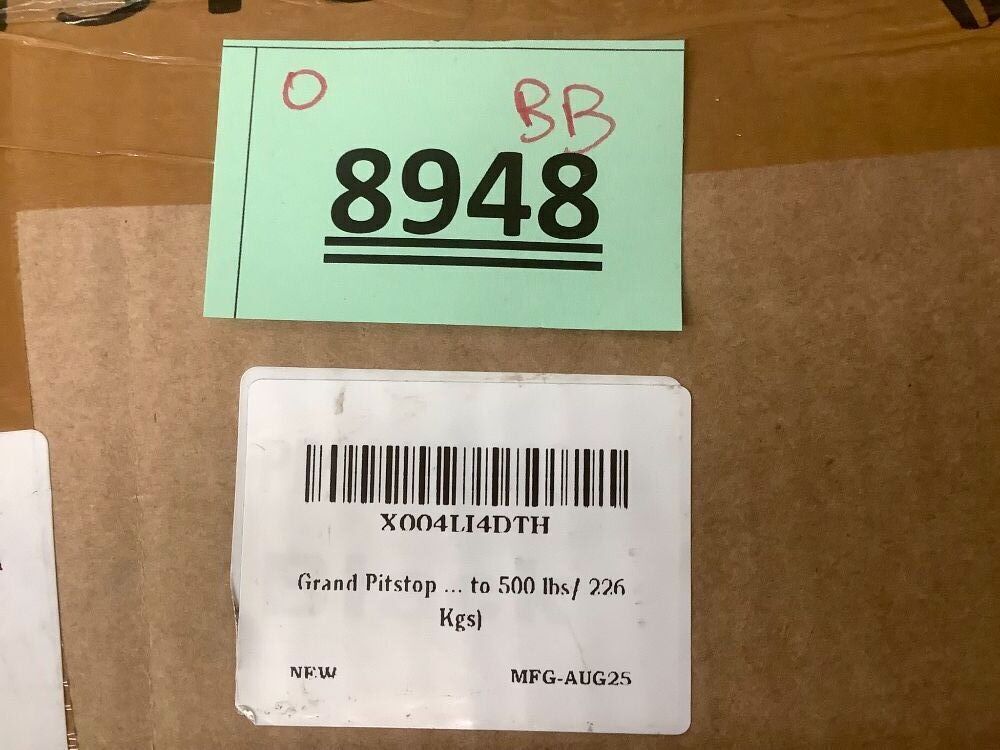 O BB
8948
X004LI4DTH
Grand Pitstop ... to 500 lbs/ 226
Kgs)
NEW MFG-AUG25